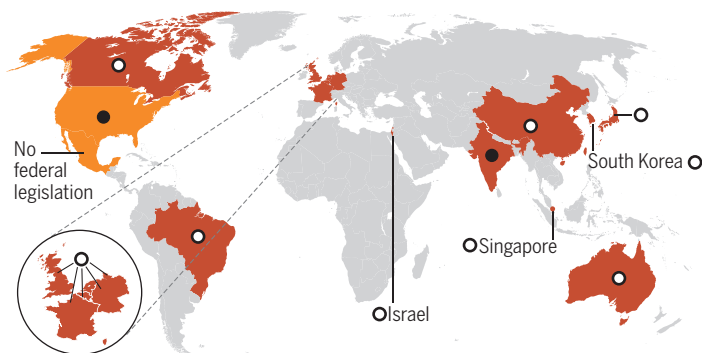 No
federal
legislation
South Korea
Singapore
Israel